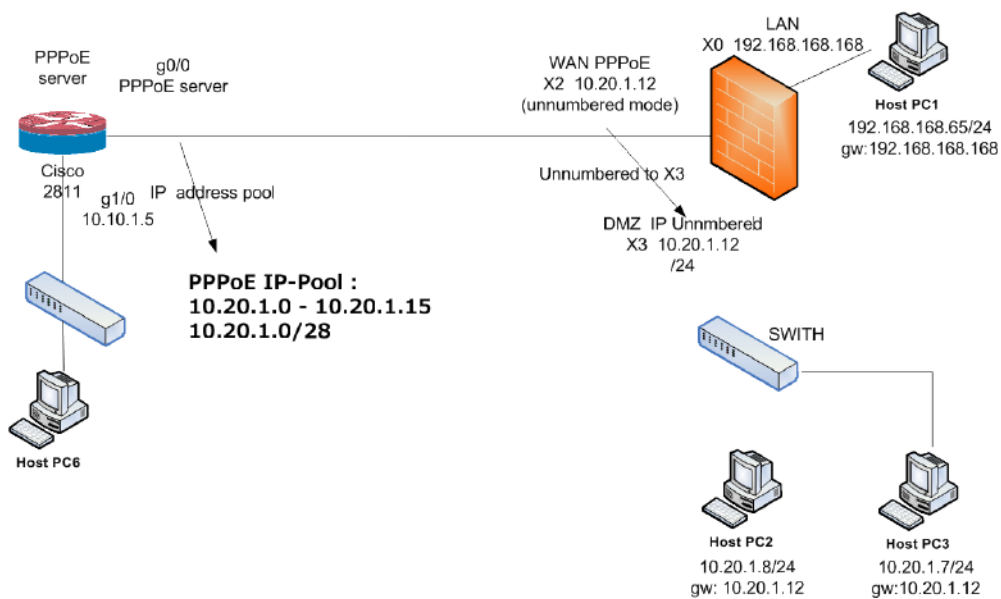 PPPoE
server
g0/0
PPPoE server
Cisco
2811
g1/0
10.10.1.5
IP address pool
PPPoE IP-Pool :
10.20.1.0 - 10.20.1.15
10.20.1.0/28
Host PC6
WAN PPPoE
X2 10.20.1.12
(unnumbered mode)
Unnumbered to X3
DMZ IP Unnmbered
X3 10.20.1.12
/24
LAN
X0 192.168.168.168
Host PC1
192.168.168.65/24
gw:192.168.168.168
SWITH
Host PC2
10.20.1.8/24
gw: 10.20.1.12
Host PC3
10.20.1.7/24
gw:10.20.1.12